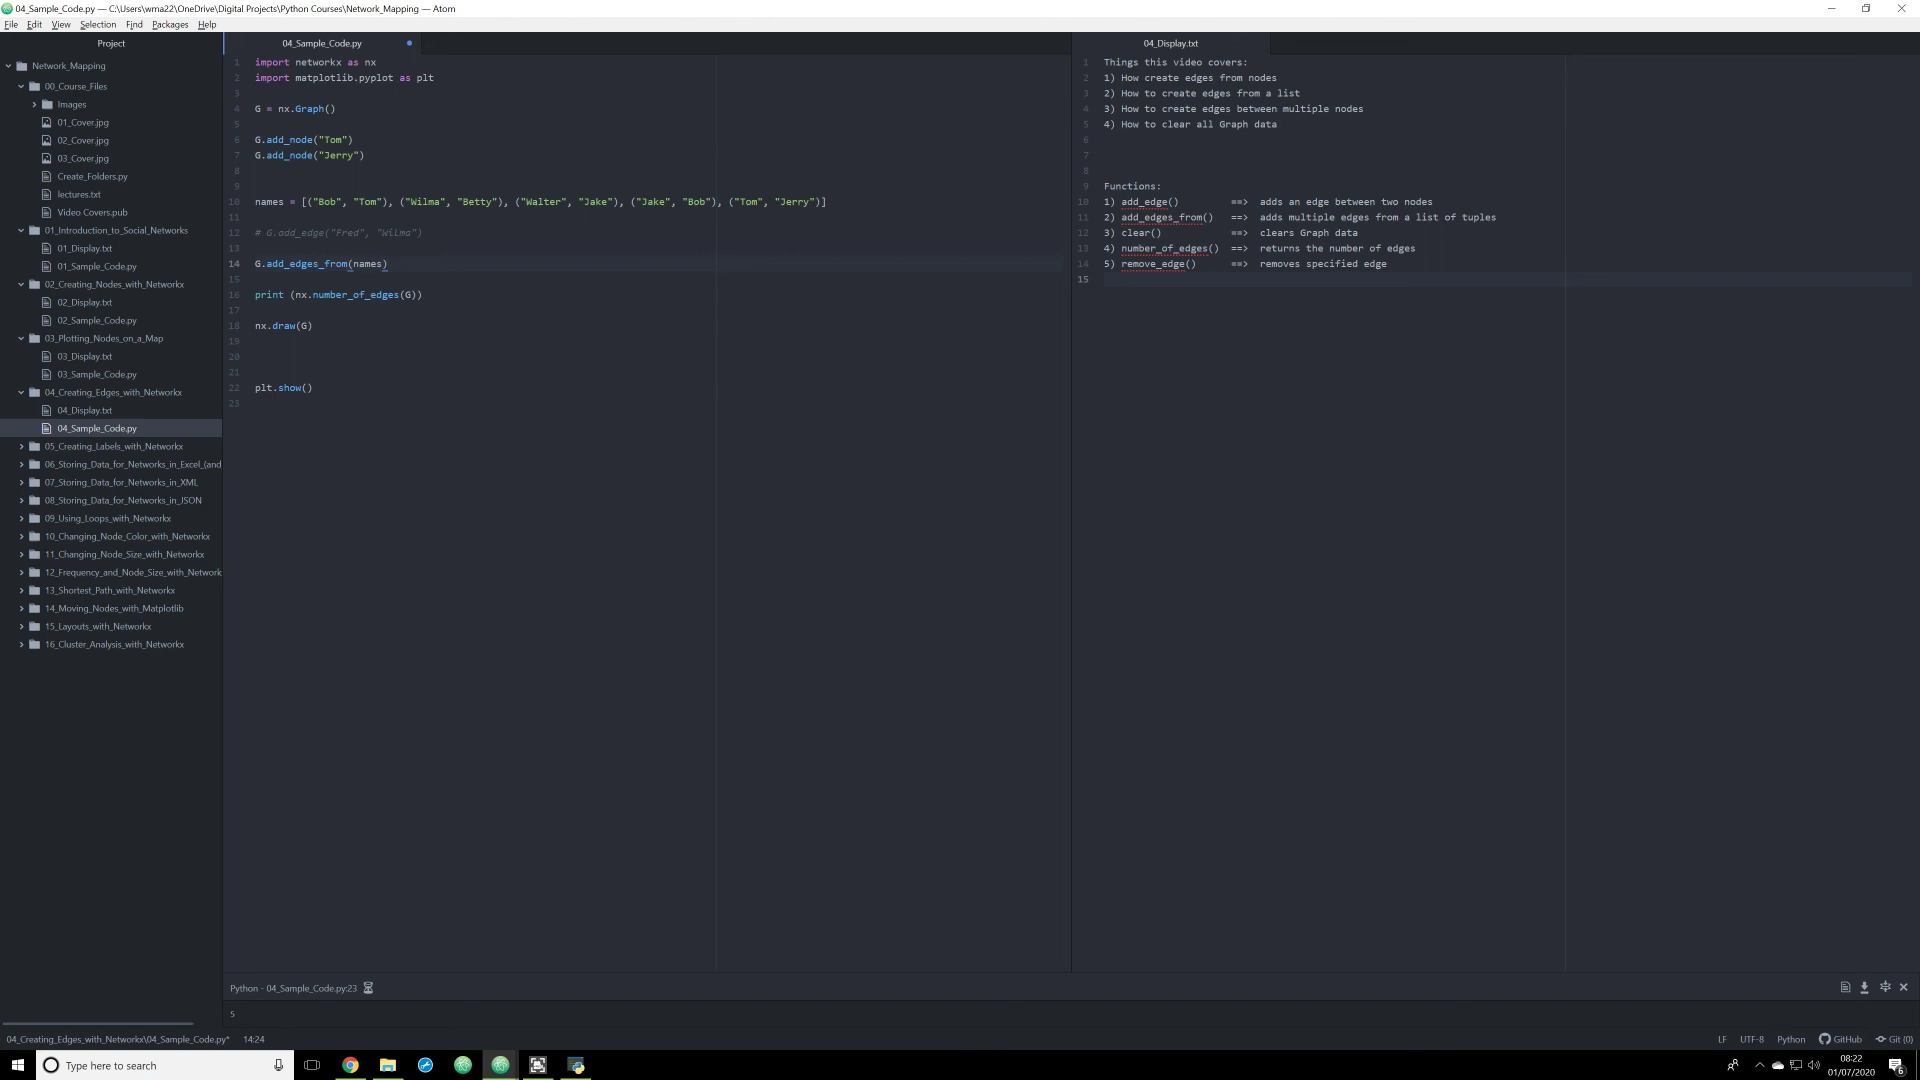 04_Sample_Code.py — C:\Users\wma22\OneDrive\Digital Projects\Python Courses\Network_Mapping — Atom
File Edit View Selection Find Packages Help
Project
Network_Mapping
00_Course_Files
Images
01_Cover.jpg
02_Cover.jpg
03_Cover.jpg
Create_Folders.py
lectures.txt
Video Covers.pub
01_Introduction_to_Social_Networks
01_Display.txt
01_Sample_Code.py
02_Creating_Nodes_with_Networkx
02_Display.txt
02_Sample_Code.py
03_Plotting_Nodes_on_a_Map
03_Display.txt
03_Sample_Code.py
04_Creating_Edges_with_Networkx
04_Display.txt
04_Sample_Code.py
05_Creating_Labels_with_Networkx
06_Storing_Data_for_Networks_in_Excel_(and
07_Storing_Data_for_Networks_in_XML
08_Storing_Data_for_Networks_in_JSON
09_Using_Loops_with_Networkx
10_Changing_Node_Color_with_Networkx
11_Changing_Node_Size_with_Networkx
12_Frequency_and_Node_Size_with_Network
13_Shortest_Path_with_Networkx
14_Moving_Nodes_with_Matplotlib
15_Layouts_with_Networkx
16_Cluster_Analysis_with_Networkx
04_Sample_Code.py
1 import networkx as nx
2 import matplotlib.pyplot as plt
3
4 G = nx.Graph()
5
6 G.add_node("Tom")
7 G.add_node("Jerry")
8
9
10 names = [("Bob", "Tom"), ("Wilma", "Betty"), ("Walter", "Jake"), ("Jake", "Bob"), ("Tom", "Jerry")]
11
12 # G.add_edge("Fred", "Wilma")
13
14 G.add_edges_from(names)
15
16 print (nx.number_of_edges(G))
17
18 nx.draw(G)
19
20
21
22 plt.show()
23
04_Display.txt
1 Things this video covers:
2 1) How create edges from nodes
3 2) How to create edges from a list
4 3) How to create edges between multiple nodes
5 4) How to clear all Graph data
6
7
8
9 Functions:
10 1) add_edge() ==> adds an edge between two nodes
11 2) add_edges_from() ==> adds multiple edges from a list of tuples
12 3) clear() ==> clears Graph data
13 4) number_of_edges() ==> returns the number of edges
14 5) remove_edge() ==> removes specified edge
15
Python - 04_Sample_Code.py:23
5
04_Creating_Edges_with_Networkx\04_Sample_Code.py* 14:24 LF UTF-8 Python GitHub Git (0)
Type here to search
08:22
01/07/2020
6